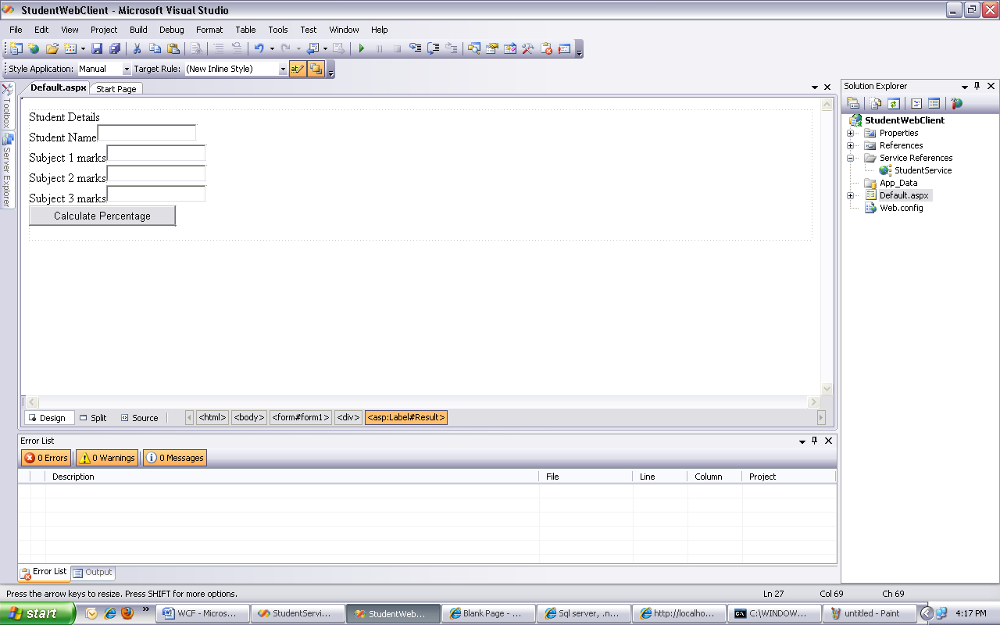 StudentWebClient - Microsoft Visual Studio
File Edit View Project Build Debug Format Table Tools Test Window Help
Style Application: Manual Target Rule: (New Inline Style)
Default.aspx Start Page
Toolbox
Server Explorer
Student Details
Student Name
Subject 1 marks
Subject 2 marks
Subject 3 marks
Calculate Percentage
Design Split Source <html> <body> <form#form1> <div> <asp:Label#Result>
Error List
0 Errors 0 Warnings 0 Messages
Description File Line Column Project
Error List Output
Solution Explorer
StudentWebClient
Properties
References
Service References
StudentService
App_Data
Default.aspx
Web.config
Press the arrow keys to resize. Press SHIFT for more options. Ln 27 Col 69 Ch 69
start WCF - Micros... StudentServi... StudentWeb... Blank Page - ... Sql server, .n... http://localho... C:\WINDOW... untitled - Paint 4:17 PM